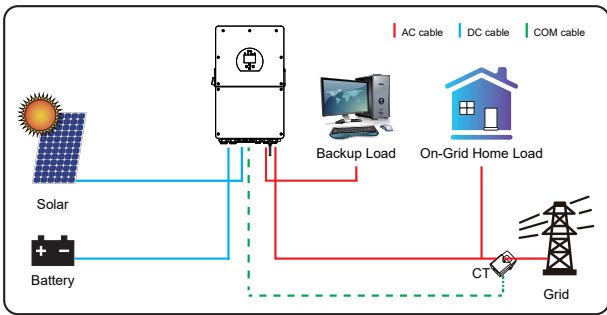 AC cable
DC cable
COM cable
Backup Load
On-Grid Home Load
Solar
Battery
CT
Grid